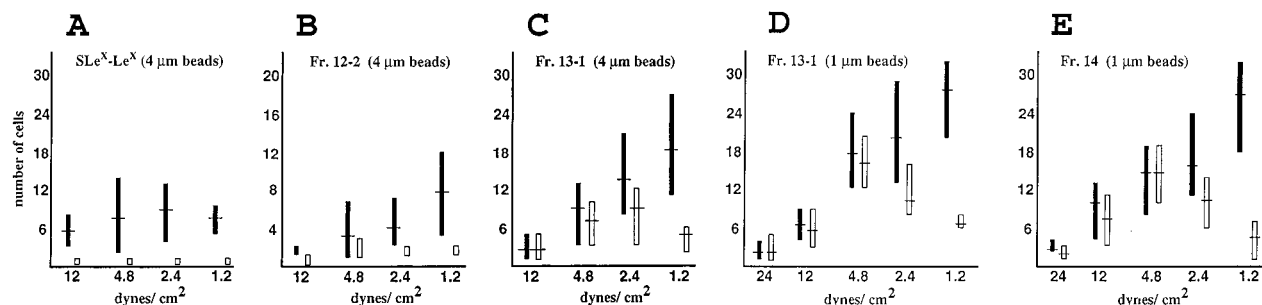 A
SLeX-LeX (4 μm beads)
30
24
18
12
6
number of cells
12 4.8 2.4 1.2
dynes/ cm2
B
Fr. 12-2 (4 μm beads)
20
16
12
8
4
12 4.8 2.4 1.2
dynes/ cm2
C
Fr. 13-1 (4 μm beads)
30
24
18
12
6
12 4.8 2.4 1.2
dynes/ cm2
D
Fr. 13-1 (1 μm beads)
30
24
18
12
6
24 12 4.8 2.4 1.2
dynes/ cm2
E
Fr. 14 (1 μm beads)
30
24
18
12
6
24 12 4.8 2.4 1.2
dynes/ cm2